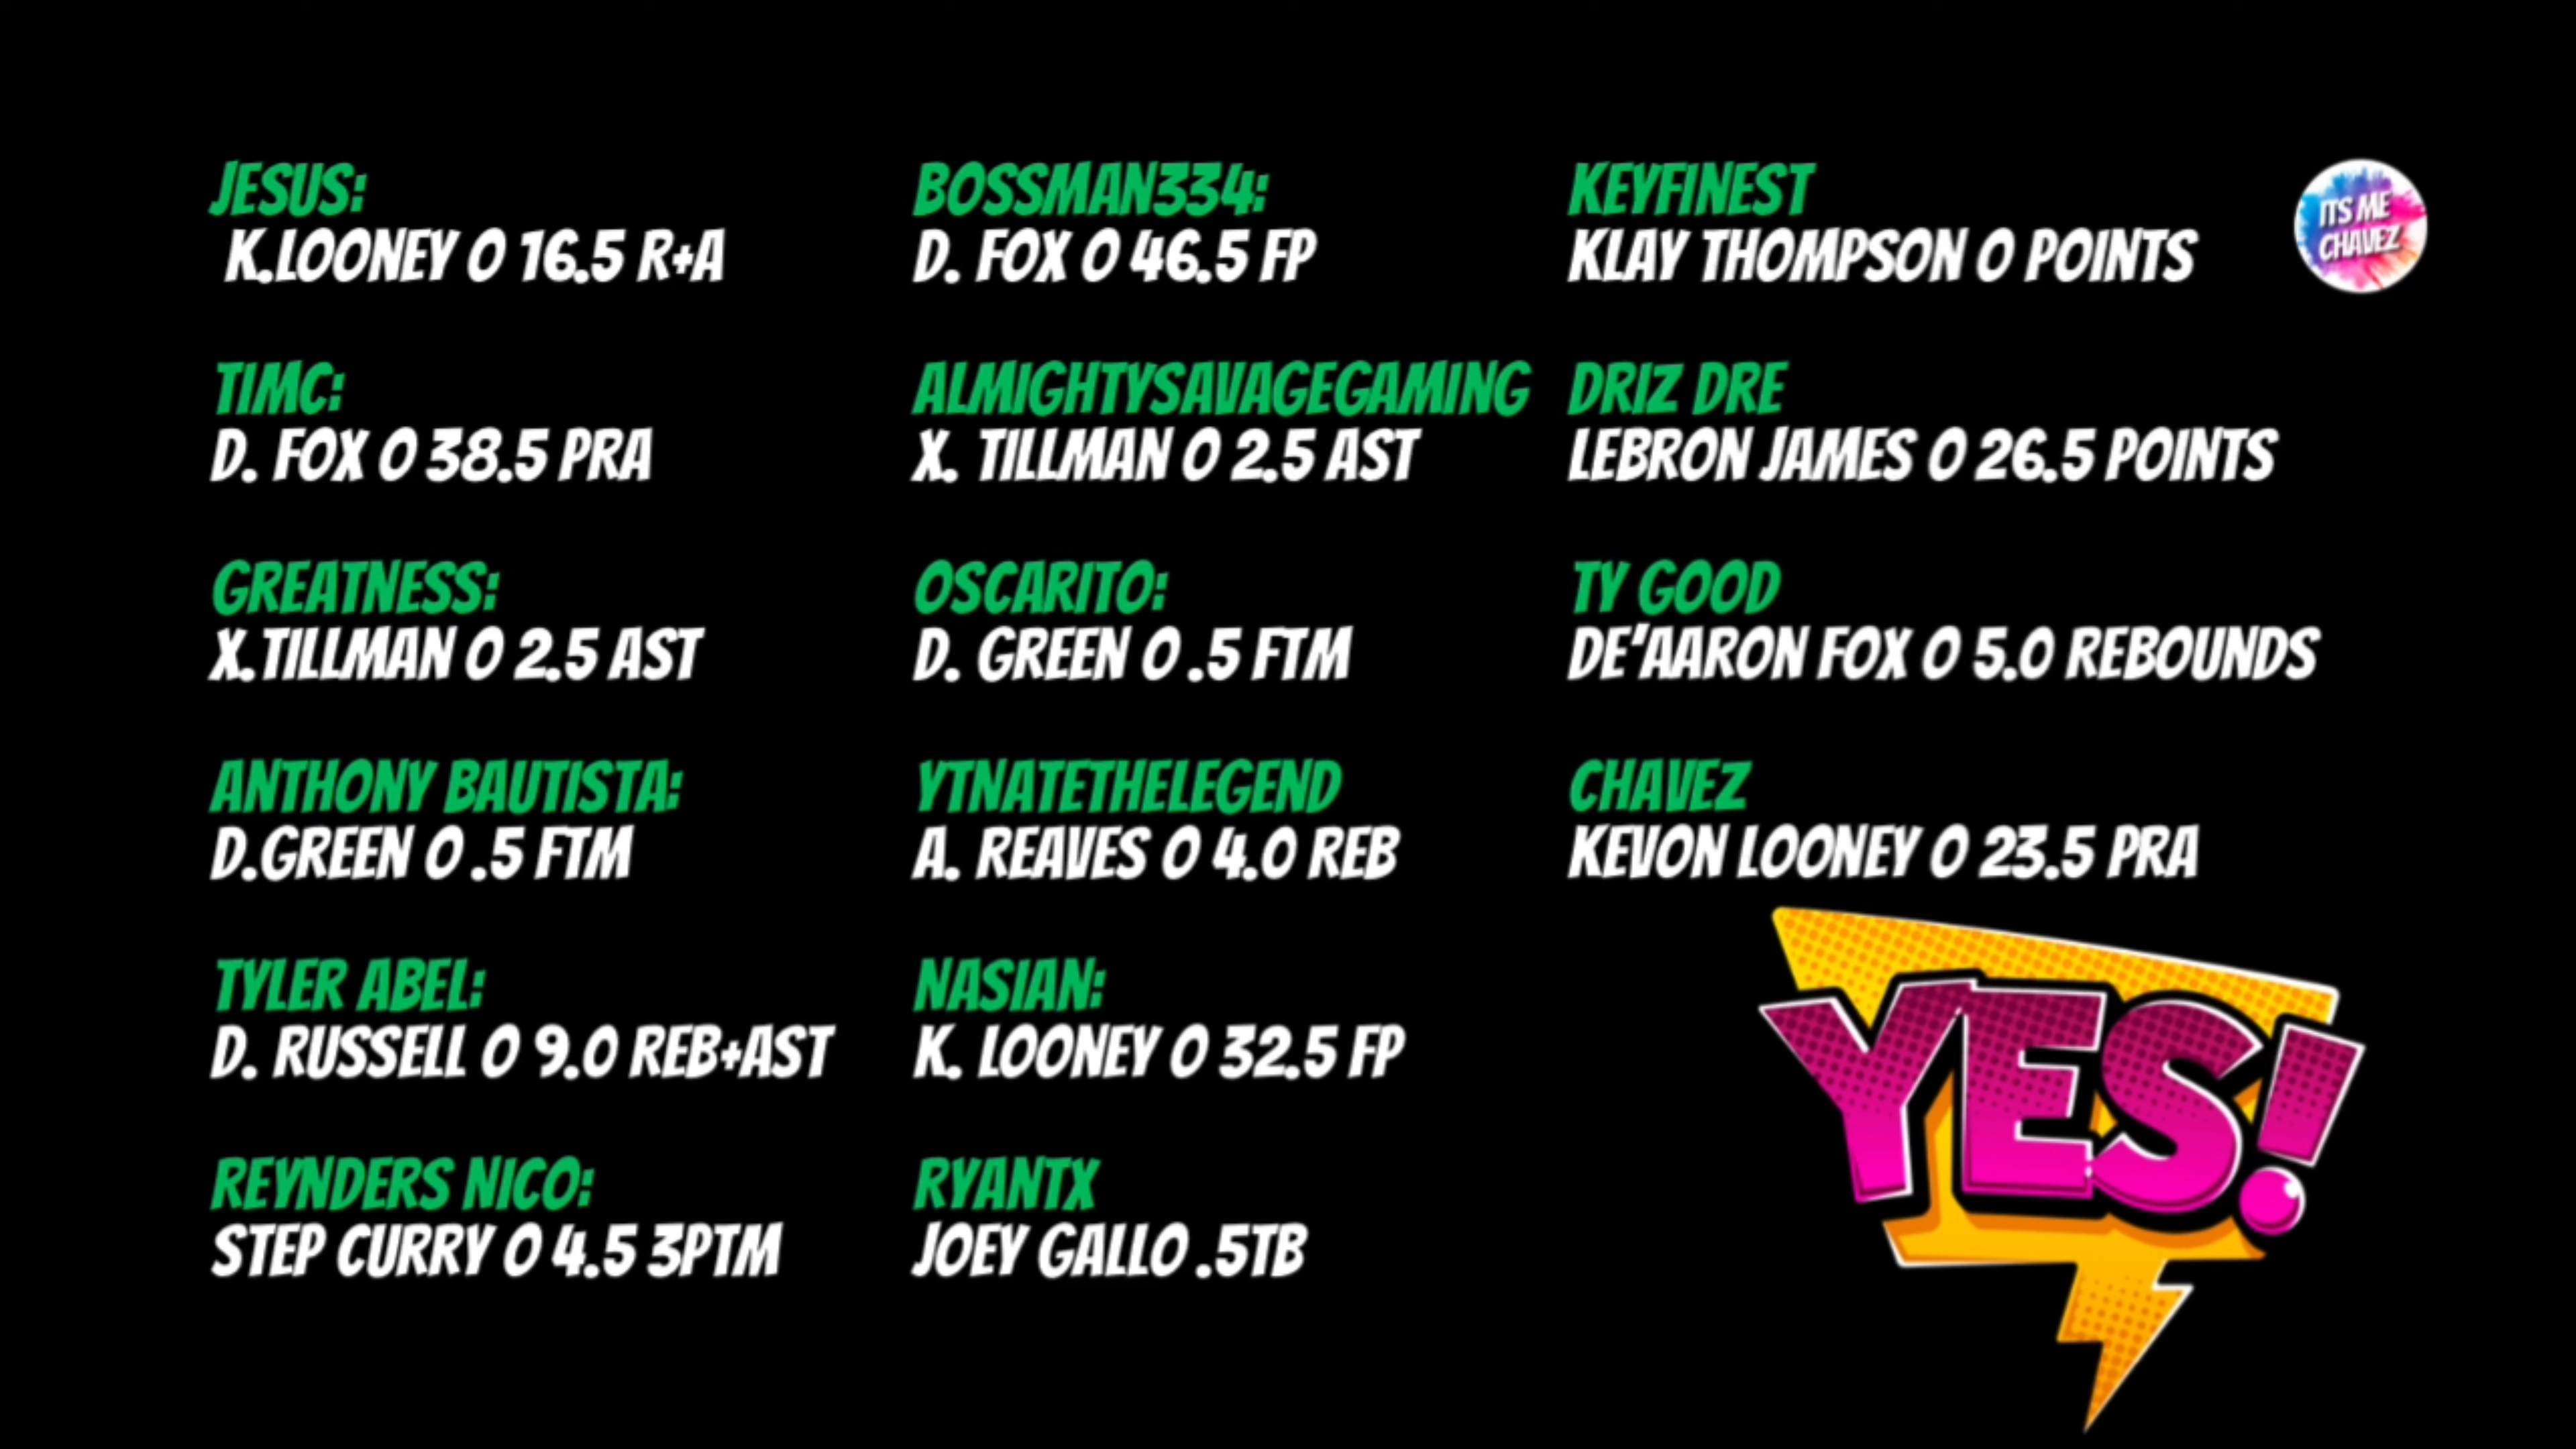 JESUS:
K.LOONEY O 16.5 R+A
TIMC:
D. FOX O 38.5 PRA
GREATNESS:
X.TILLMAN O 2.5 AST
ANTHONY BAUTISTA:
D.GREEN O .5 FTM
TYLER ABEL:
D. RUSSELL O 9.0 REB+AST
REYNDERS NICO:
STEP CURRY O 4.5 3PTM
BOSSMAN334:
D. FOX O 46.5 FP
ALMIGHTYSAVAGEGAMING
X. TILLMAN O 2.5 AST
OSCARITO:
D. GREEN O .5 FTM
YTNATETHELEGEND
A. REAVES O 4.0 REB
NASIAN:
K. LOONEY O 32.5 FP
RYANTX
JOEY GALLO .5TB
KEYFINEST
KLAY THOMPSON O POINTS
DRIZ DRE
LEBRON JAMES O 26.5 POINTS
TY GOOD
DE'AARON FOX O 5.0 REBOUNDS
CHAVEZ
KEVON LOONEY O 23.5 PRA
ITS ME
CHAVEZ
YES!